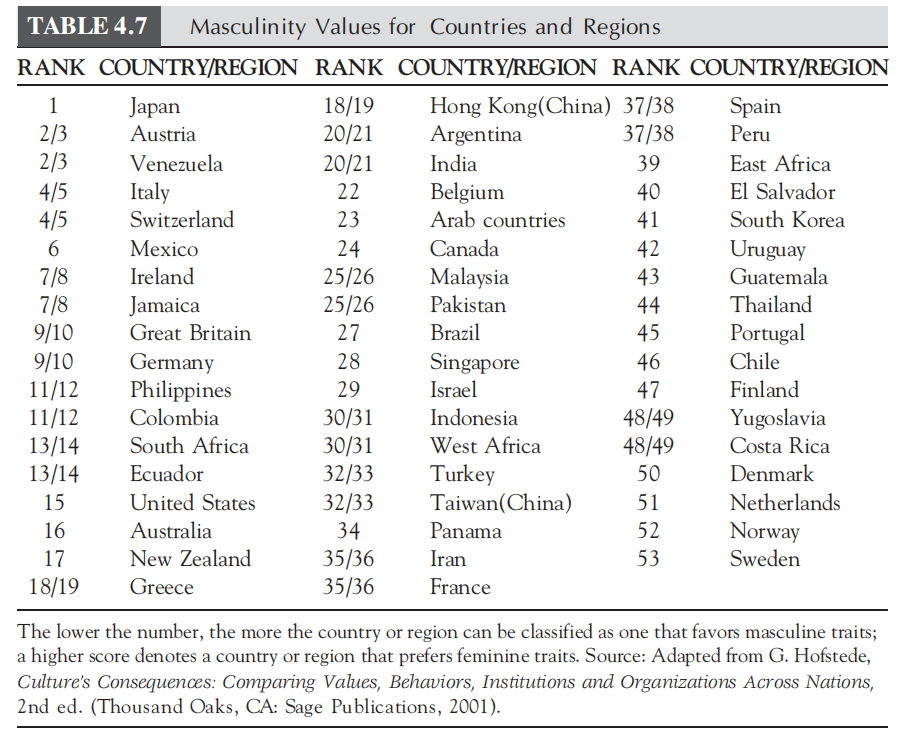 TABLE 4.7 Masculinity Values for Countries and Regions
RANK COUNTRY/REGION RANK COUNTRY/REGION RANK COUNTRY/REGION
1 Japan 18/19 Hong Kong(China) 37/38 Spain
2/3 Austria 20/21 Argentina 37/38 Peru
2/3 Venezuela 20/21 India 39 East Africa
4/5 Italy 22 Belgium 40 El Salvador
4/5 Switzerland 23 Arab countries 41 South Korea
6 Mexico 24 Canada 42 Uruguay
7/8 Ireland 25/26 Malaysia 43 Guatemala
7/8 Jamaica 25/26 Pakistan 44 Thailand
9/10 Great Britain 27 Brazil 45 Portugal
9/10 Germany 28 Singapore 46 Chile
11/12 Philippines 29 Israel 47 Finland
11/12 Colombia 30/31 Indonesia 48/49 Yugoslavia
13/14 South Africa 30/31 West Africa 48/49 Costa Rica
13/14 Ecuador 32/33 Turkey 50 Denmark
15 United States 32/33 Taiwan(China) 51 Netherlands
16 Australia 34 Panama 52 Norway
17 New Zealand 35/36 Iran 53 Sweden
18/19 Greece 35/36 France
The lower the number, the more the country or region can be classified as one that favors masculine traits;
a higher score denotes a country or region that prefers feminine traits. Source: Adapted from G. Hofstede,
Culture's Consequences: Comparing Values, Behaviors, Institutions and Organizations Across Nations,
2nd ed. (Thousand Oaks, CA: Sage Publications, 2001).